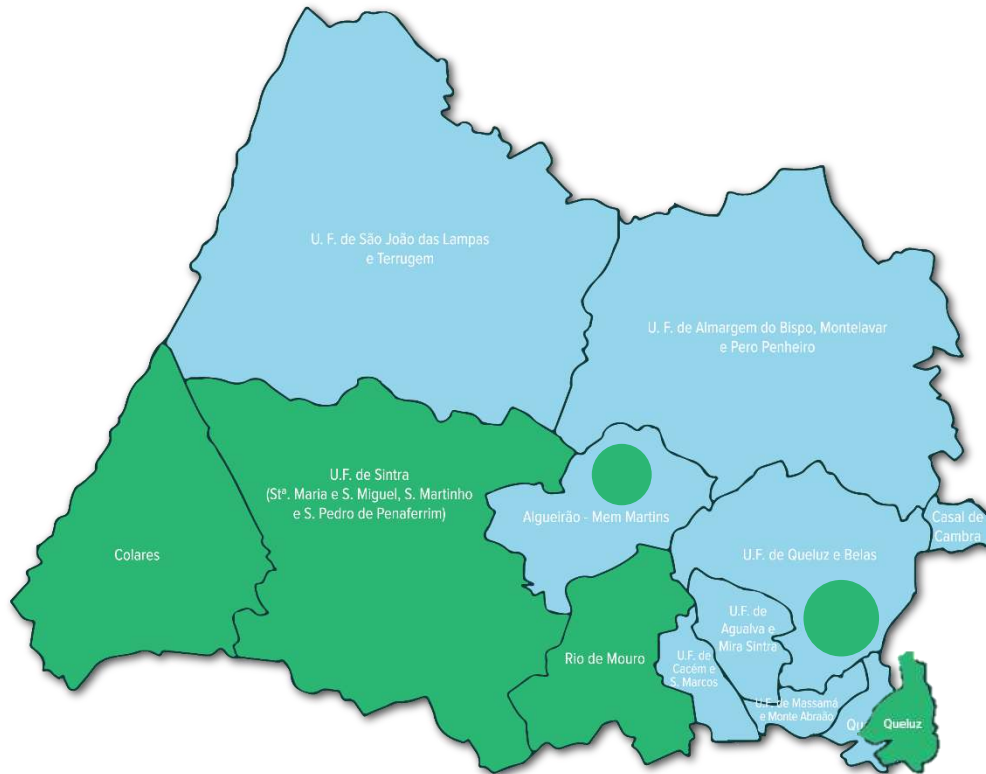 U. F. de São João das Lampas
e Terrugem
U. F. de Almargem do Bispo, Montelavar
e Pero Penheiro
U.F. de Sintra
(Stª. Maria e S. Miguel, S. Martinho
e S. Pedro de Penaferrim)
Algueirão - Mem Martins
Casal de
Cambra
Colares
U.F. de Queluz e Belas
U.F. de
Agualva e
Mira Sintra
Rio de Mouro
U.F. de
Cacém e
S. Marcos
U.F. de Massamá
e Monte Abraão
Qu
Queluz